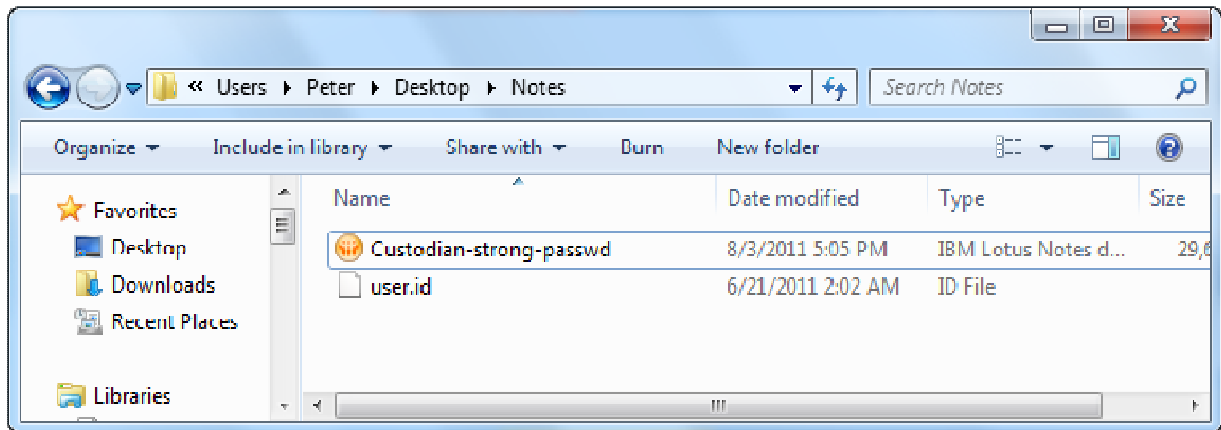 « Users Peter Desktop Notes Search Notes
Organize Include in library Share with Burn New folder
Favorites Name Date modified Type Size
Desktop Custodian-strong-passwd 8/3/2011 5:05 PM IBM Lotus Notes d... 29,6
Downloads user.id 6/21/2011 2:02 AM ID File
Recent Places
Libraries